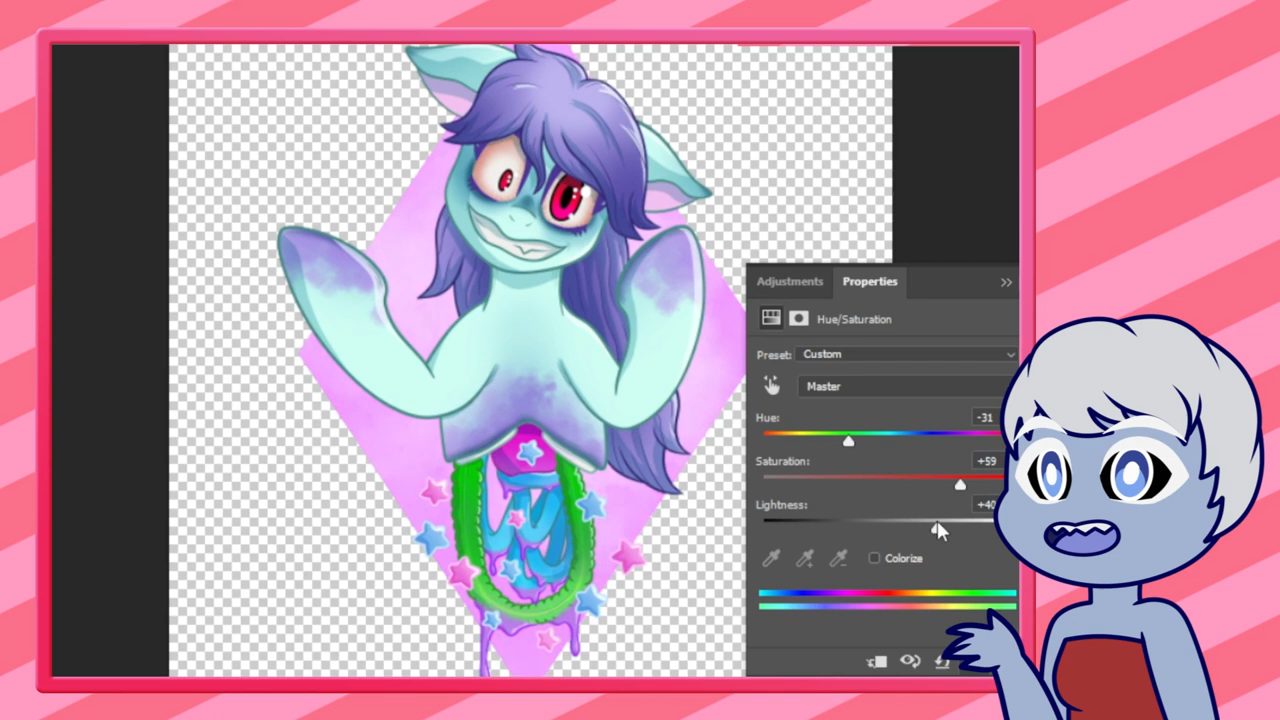 Adjustments Properties
Hue/Saturation
Preset: Custom
Master
Hue: -31
Saturation: +59
Lightness: +40
Colorize